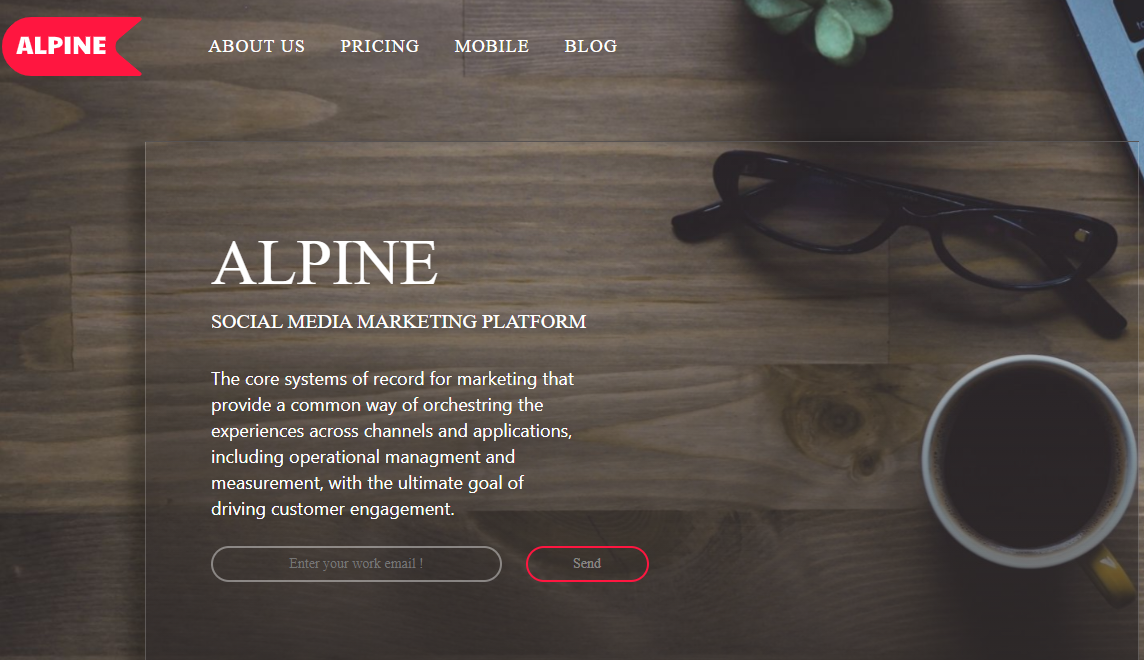 ALPINE
ABOUT US
PRICING
MOBILE
BLOG
ALPINE
SOCIAL MEDIA MARKETING PLATFORM
The core systems of record for marketing that
provide a common way of orchestring the
experiences across channels and applications,
including operational managment and
measurement, with the ultimate goal of
driving customer engagement.
Enter your work email !
Send